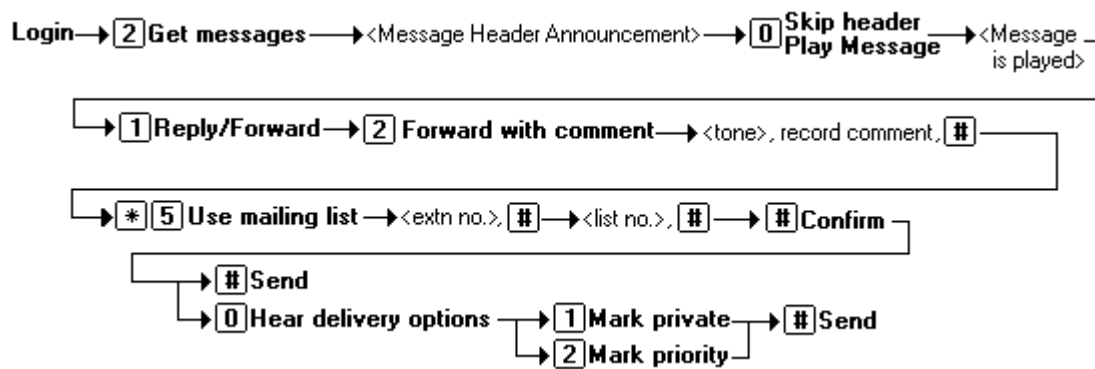 Login 2 Get messages <Message Header Announcement> 0 Skip header Play Message <Message is played>
1 Reply/Forward 2 Forward with comment <tone>, record comment, #
* 5 Use mailing list <extn no.>, # <list no.>, # # Confirm
# Send
0 Hear delivery options 1 Mark private # Send
2 Mark priority